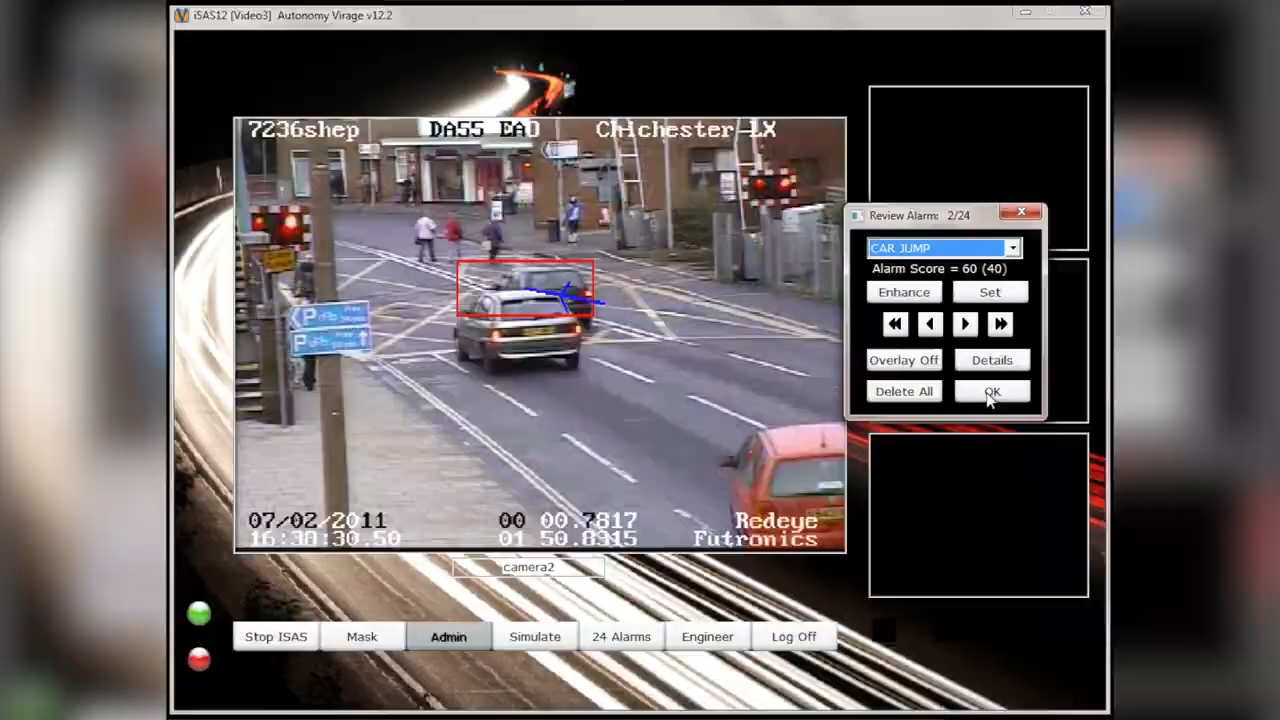 iSAS12 [Video3] Autonomy Virage v12.2
7236shep DA55 EAO Chichester LX
Review Alarm: 2/24
CAR JUMP
Alarm Score = 60 (40)
Enhance Set
Overlay Off Details
Delete All OK
P
P
07/02/2011 00 00.7817 Redeye
16:30:30.50 01 50.8915 Futronics
camera2
Stop ISAS Mask Admin Simulate 24 Alarms Engineer Log Off